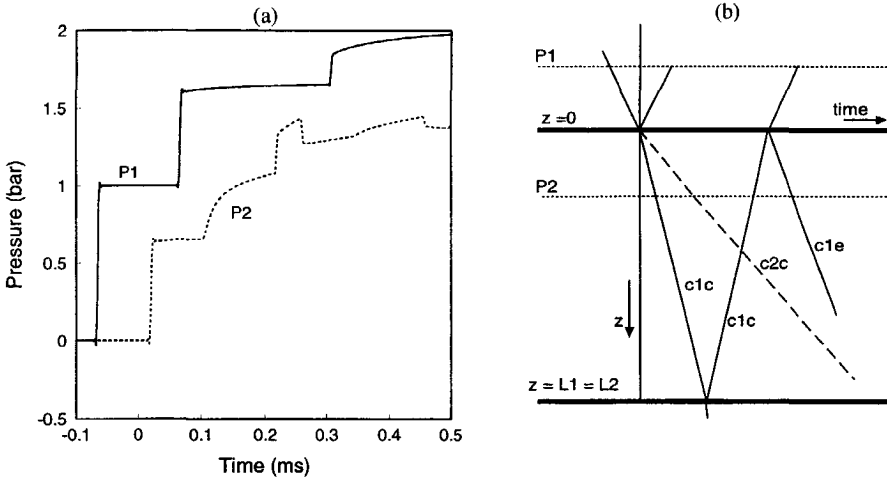 (a)
2
1.5
1
0.5
0
-0.5
-0.1
0
0.1
0.2
0.3
0.4
0.5
Pressure (bar)
Time (ms)
P1
P2
(b)
P1
time
z =0
P2
c1e
c2c
c1c
c1c
z
z = L1 = L2